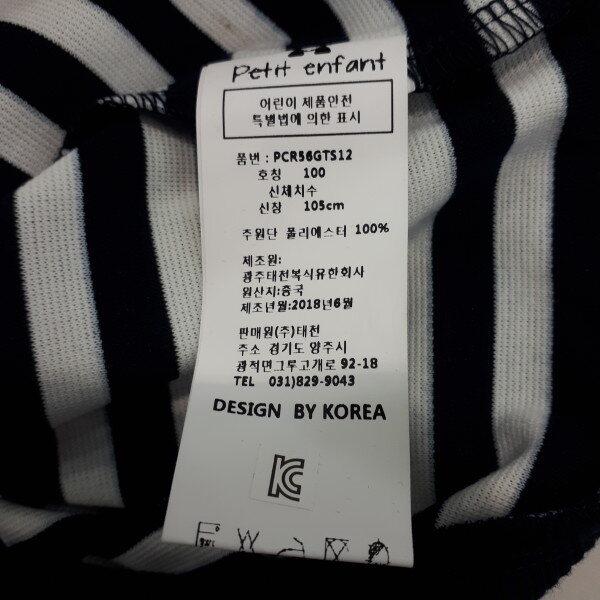 Petit enfant
어린이 제품안전
특별법에 의한 표시
품번 : PCR56GTS12
호칭 100
신체치수
신장 105cm
주원단 폴리에스터 100%
제조원:
광주태전복식유한회사
원산지:중국
제조년월:2018년6월
판매원(주)태전
주소 경기도 양주시
광적면그루고개로 92-18
TEL 031)829-9043
DESIGN BY KOREA
KC